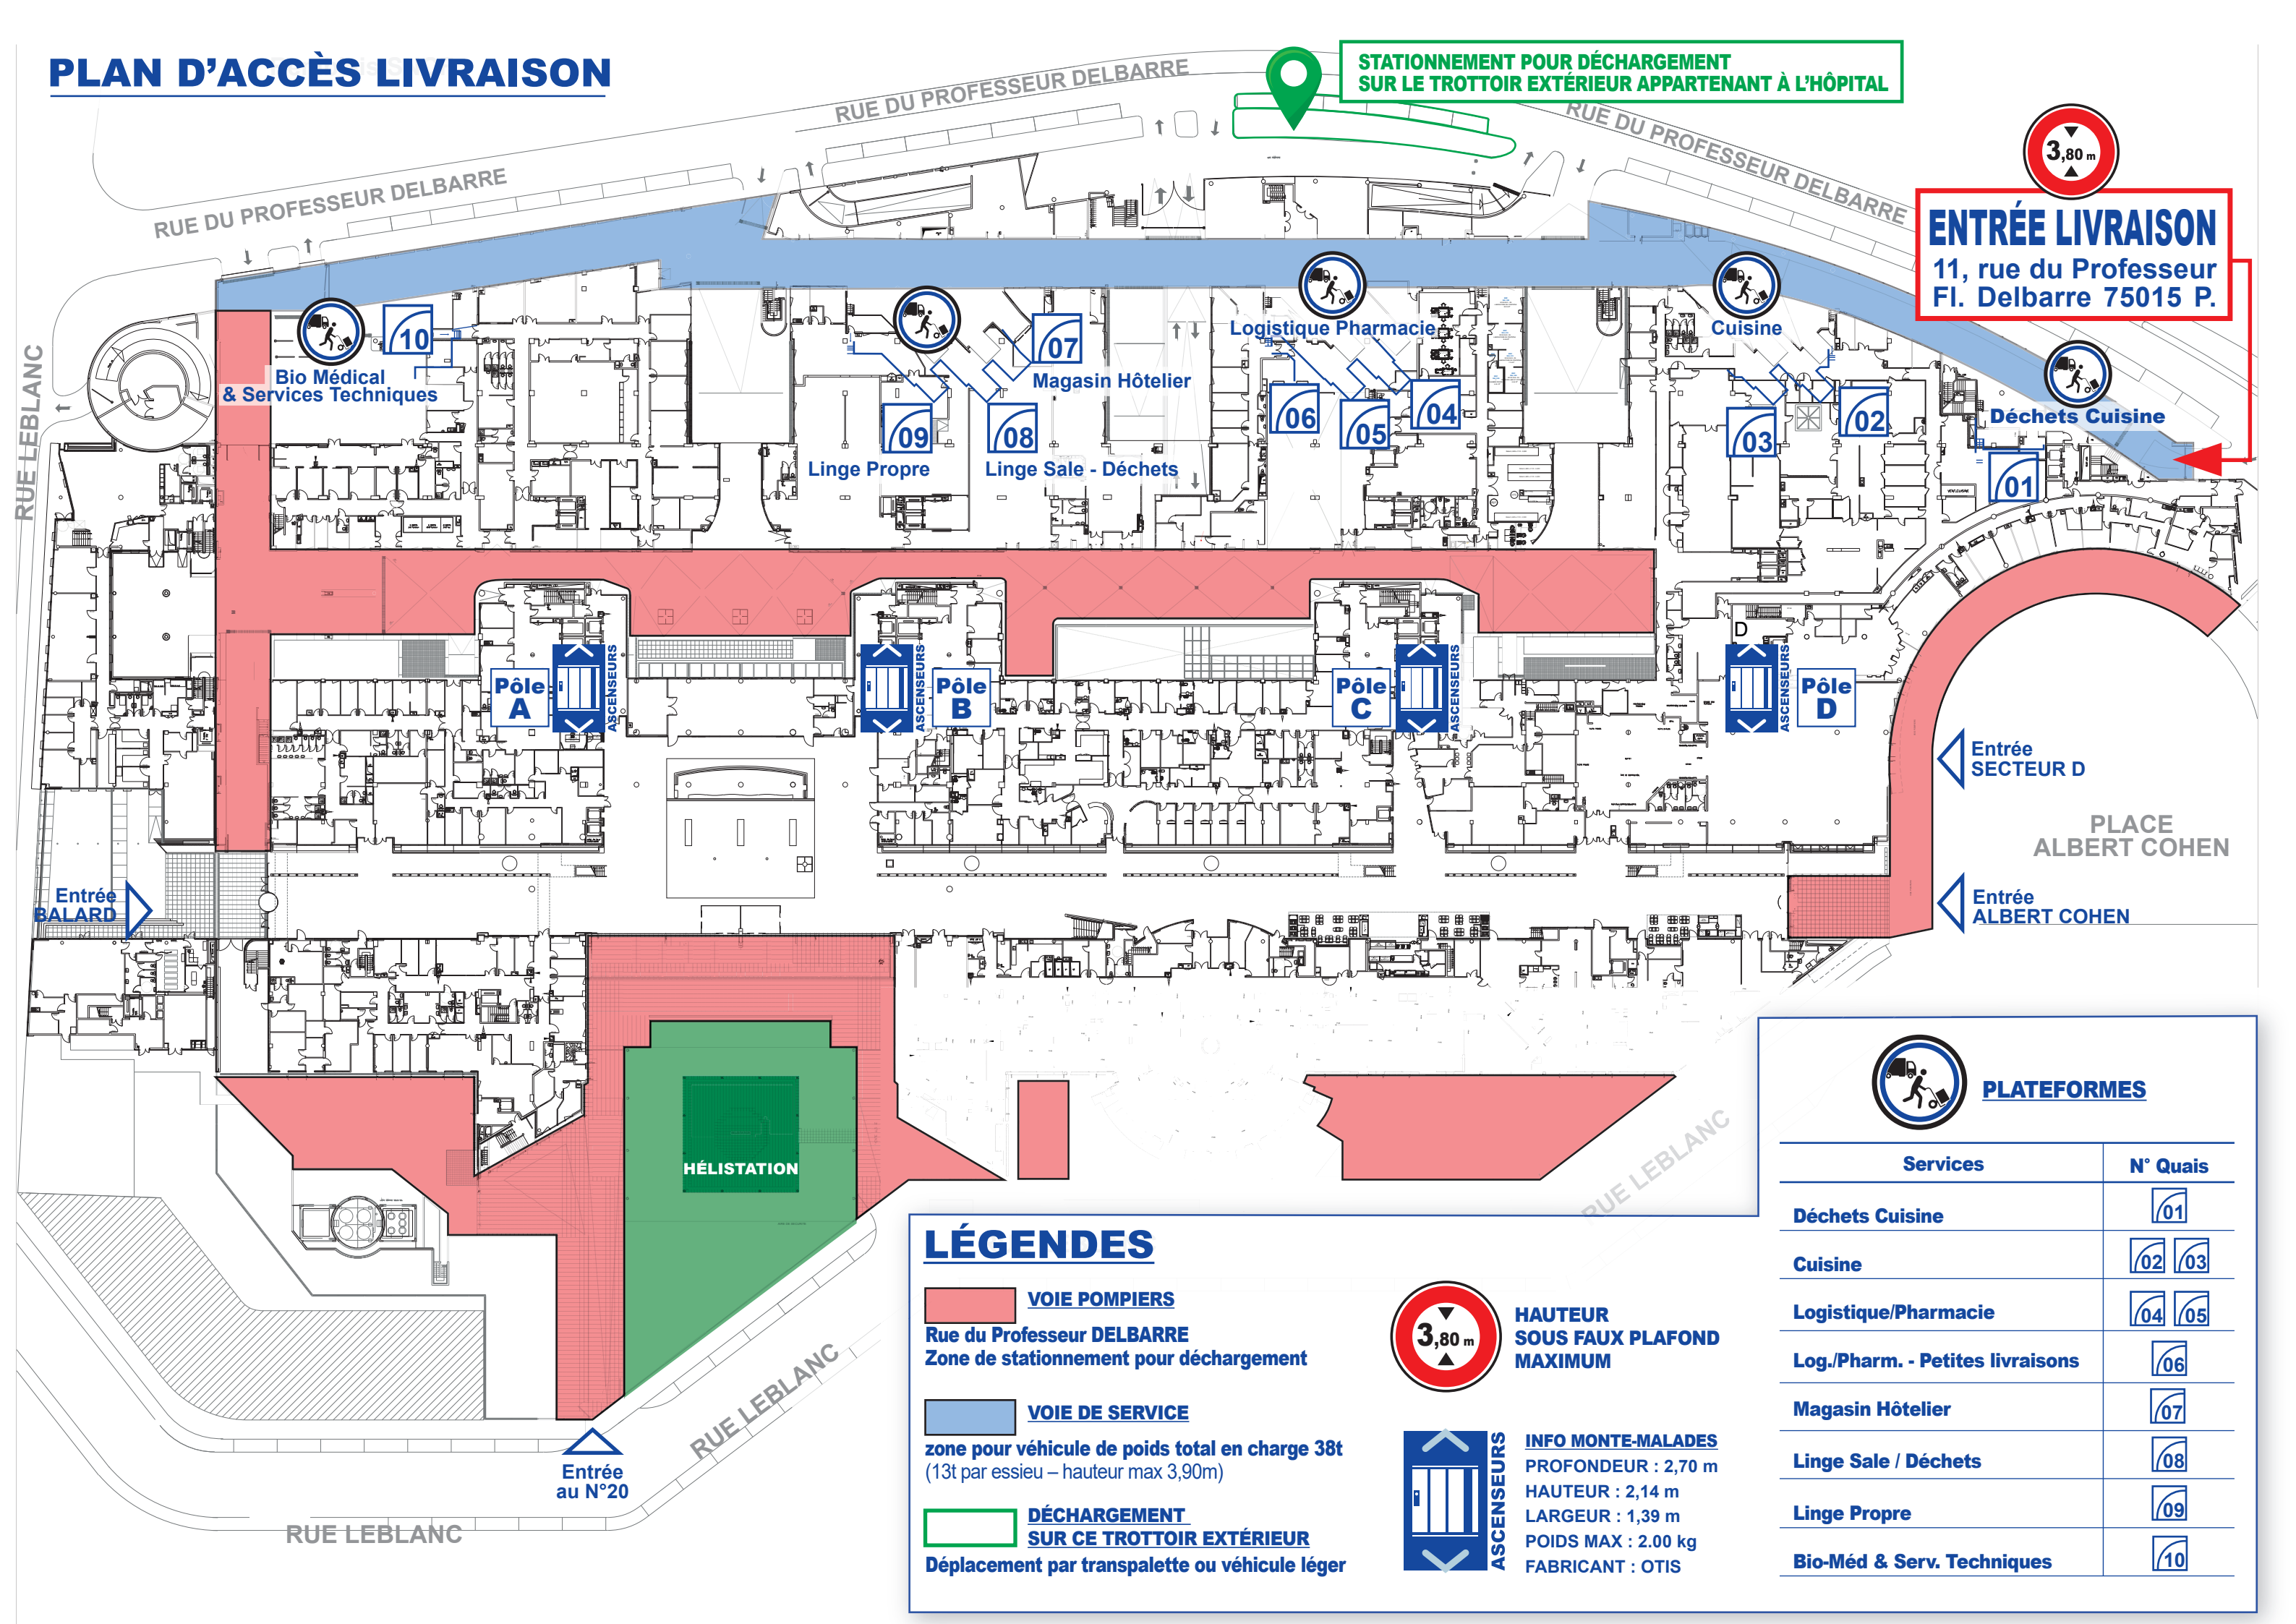 PLAN D'ACCÈS LIVRAISON
STATIONNEMENT POUR DÉCHARGEMENT
SUR LE TROTTOIR EXTÉRIEUR APPARTENANT À L'HÔPITAL
RUE DU PROFESSEUR DELBARRE
RUE DU PROFESSEUR DELBARRE
RUE DU PROFESSEUR DELBARRE
3,80 m
ENTRÉE LIVRAISON
11, rue du Professeur
Fl. Delbarre 75015 P.
RUE LEBLANC
10
Bio Médical
& Services Techniques
07
Magasin Hôtelier
09
08
Linge Propre
Linge Sale - Déchets
Logistique Pharmacie
06
05
04
Cuisine
03
02
Déchets Cuisine
01
D
Pôle
A
ASCENSEURS
ASCENSEURS
Pôle
B
Pôle
C
ASCENSEURS
ASCENSEURS
Pôle
D
Entrée
SECTEUR D
PLACE
ALBERT COHEN
Entrée
ALBERT COHEN
Entrée
BALARD
HÉLISTATION
RUE LEBLANC
RUE LEBLANC
Entrée
au N°20
RUE LEBLANC
LÉGENDES
VOIE POMPIERS
Rue du Professeur DELBARRE
Zone de stationnement pour déchargement
VOIE DE SERVICE
zone pour véhicule de poids total en charge 38t
(13t par essieu – hauteur max 3,90m)
DÉCHARGEMENT
SUR CE TROTTOIR EXTÉRIEUR
Déplacement par transpalette ou véhicule léger
3,80 m
HAUTEUR
SOUS FAUX PLAFOND
MAXIMUM
ASCENSEURS
INFO MONTE-MALADES
PROFONDEUR : 2,70 m
HAUTEUR : 2,14 m
LARGEUR : 1,39 m
POIDS MAX : 2.00 kg
FABRICANT : OTIS
PLATEFORMES
Services N° Quais
Déchets Cuisine 01
Cuisine 02 03
Logistique/Pharmacie 04 05
Log./Pharm. - Petites livraisons 06
Magasin Hôtelier 07
Linge Sale / Déchets 08
Linge Propre 09
Bio-Méd & Serv. Techniques 10